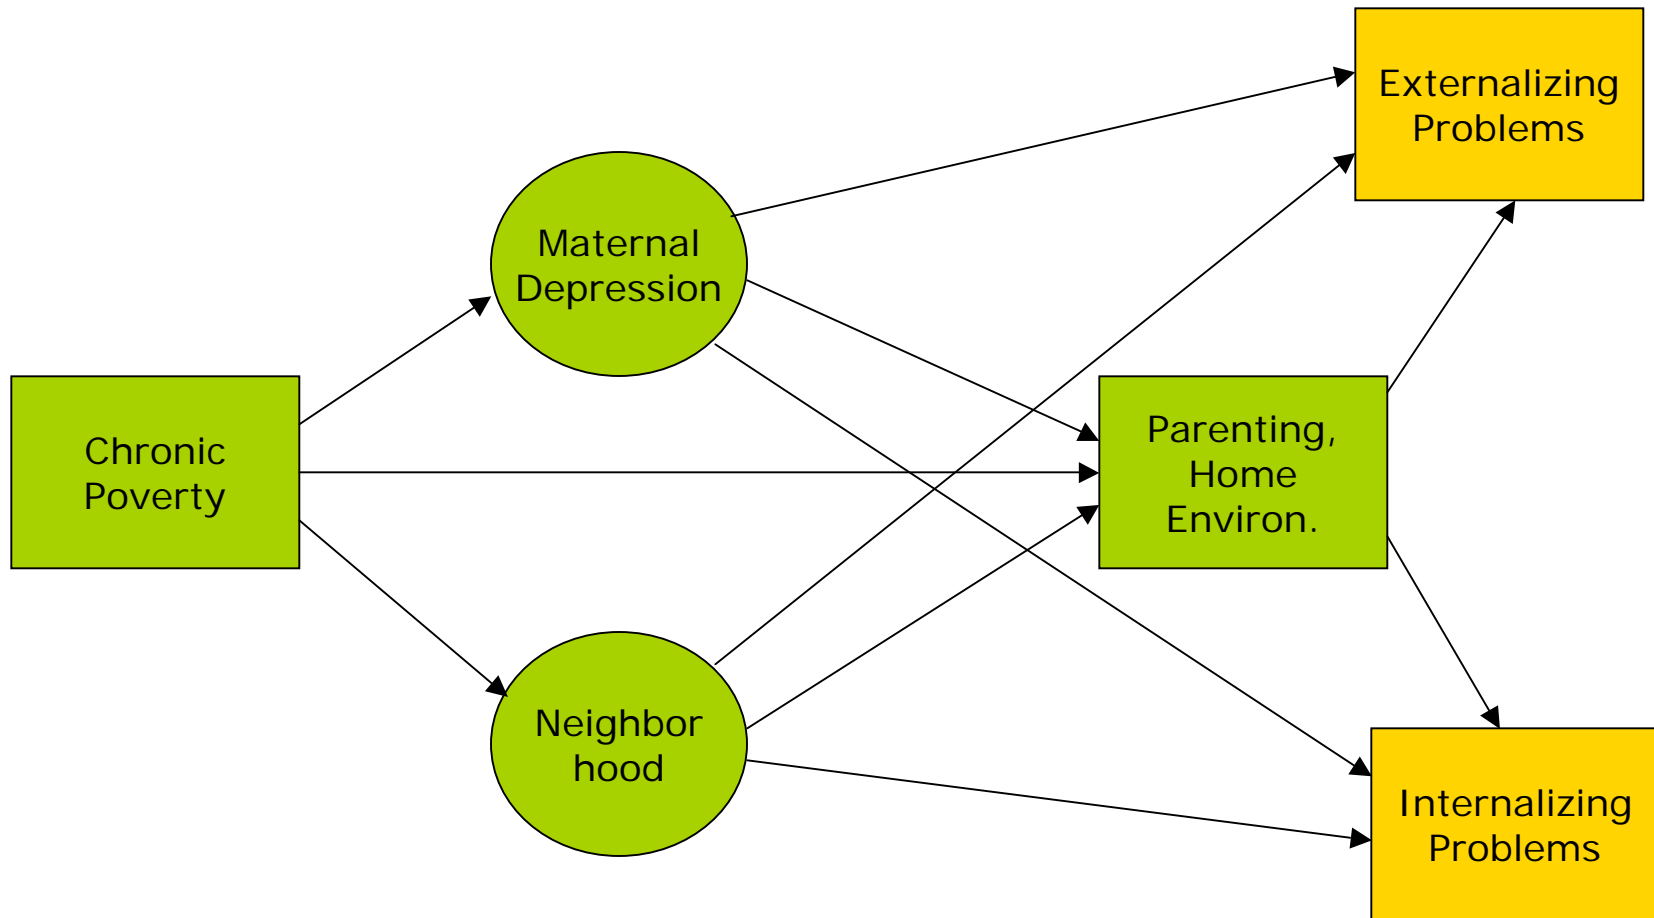 Externalizing
Problems
Maternal
Depression
Chronic
Poverty
Parenting,
Home
Environ.
Neighbor
hood
Internalizing
Problems